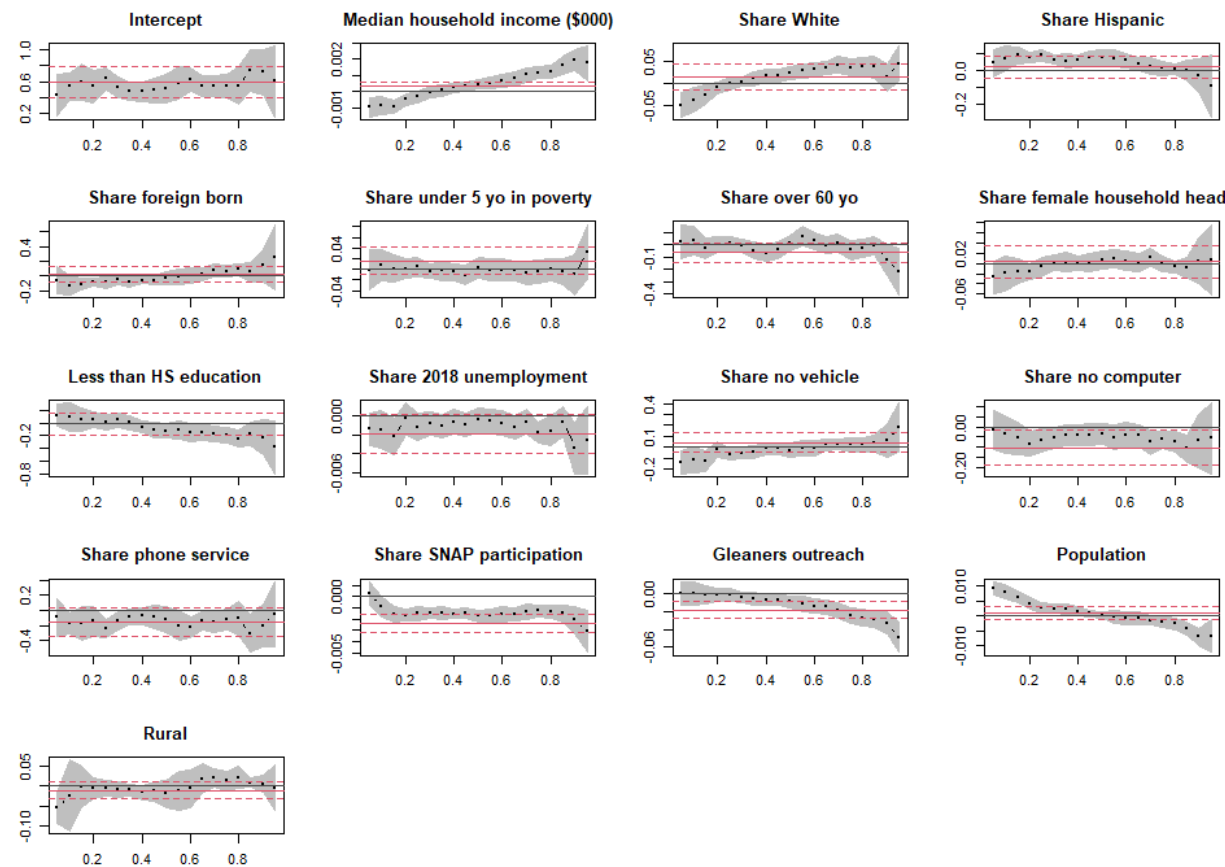 Intercept
Median household income ($000)
Share White
Share Hispanic
0.2 0.6 1.0
-0.001 0.002
-0.05 0.05
-0.2 0.0
0.2 0.4 0.6 0.8
0.2 0.4 0.6 0.8
0.2 0.4 0.6 0.8
0.2 0.4 0.6 0.8
Share foreign born
Share under 5 yo in poverty
Share over 60 yo
Share female household head
-0.2 0.4
-0.04 0.04
-0.4 -0.1
-0.06 0.02
0.2 0.4 0.6 0.8
0.2 0.4 0.6 0.8
0.2 0.4 0.6 0.8
0.2 0.4 0.6 0.8
Less than HS education
Share 2018 unemployment
Share no vehicle
Share no computer
-0.8 -0.2
-0.006 0.000
-0.2 0.1 0.4
-0.20 0.00
0.2 0.4 0.6 0.8
0.2 0.4 0.6 0.8
0.2 0.4 0.6 0.8
0.2 0.4 0.6 0.8
Share phone service
Share SNAP participation
Gleaners outreach
Population
-0.4 0.2
-0.005 0.000
-0.06 0.00
-0.010 0.010
0.2 0.4 0.6 0.8
0.2 0.4 0.6 0.8
0.2 0.4 0.6 0.8
0.2 0.4 0.6 0.8
Rural
-0.10 0.05
0.2 0.4 0.6 0.8